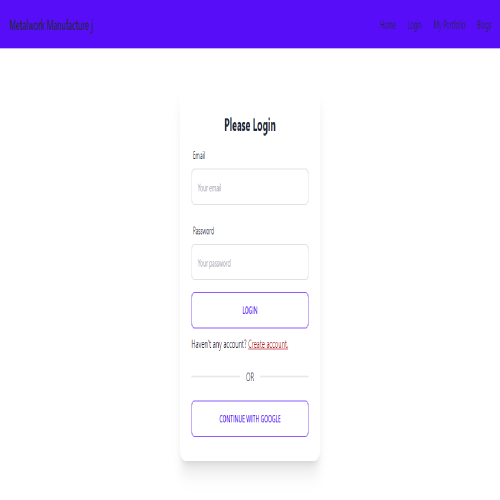 Metalwork Manufacture J
Home Login My Portfolio Blogs
Please Login
Email
Your email
Password
Your password
LOGIN
Haven't any account? Create account.
OR
CONTINUE WITH GOOGLE